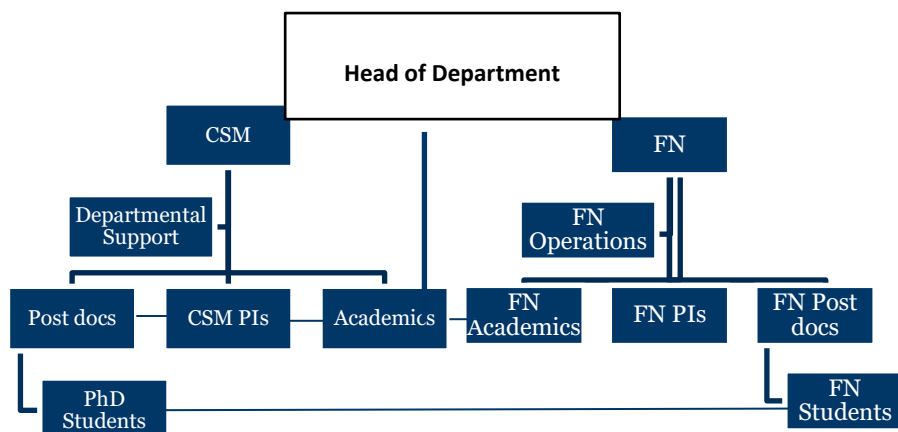 Head of Department
CSM
FN
Departmental
Support
FN
Operations
Post docs
CSM PIs
Academics
FN
Academics
FN PIs
FN Post
docs
PhD
Students
FN
Students